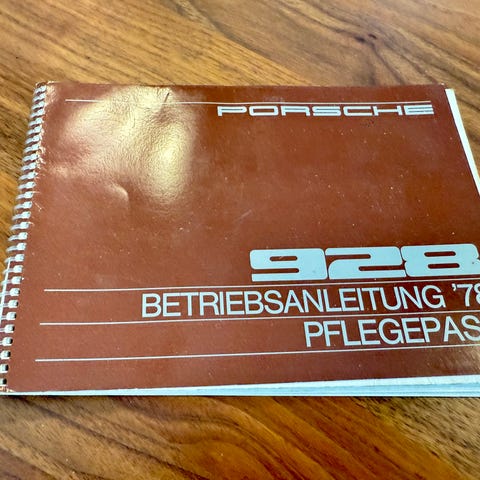 PORSCHE
928
BETRIEBSANLEITUNG '78
PFLEGEPAS